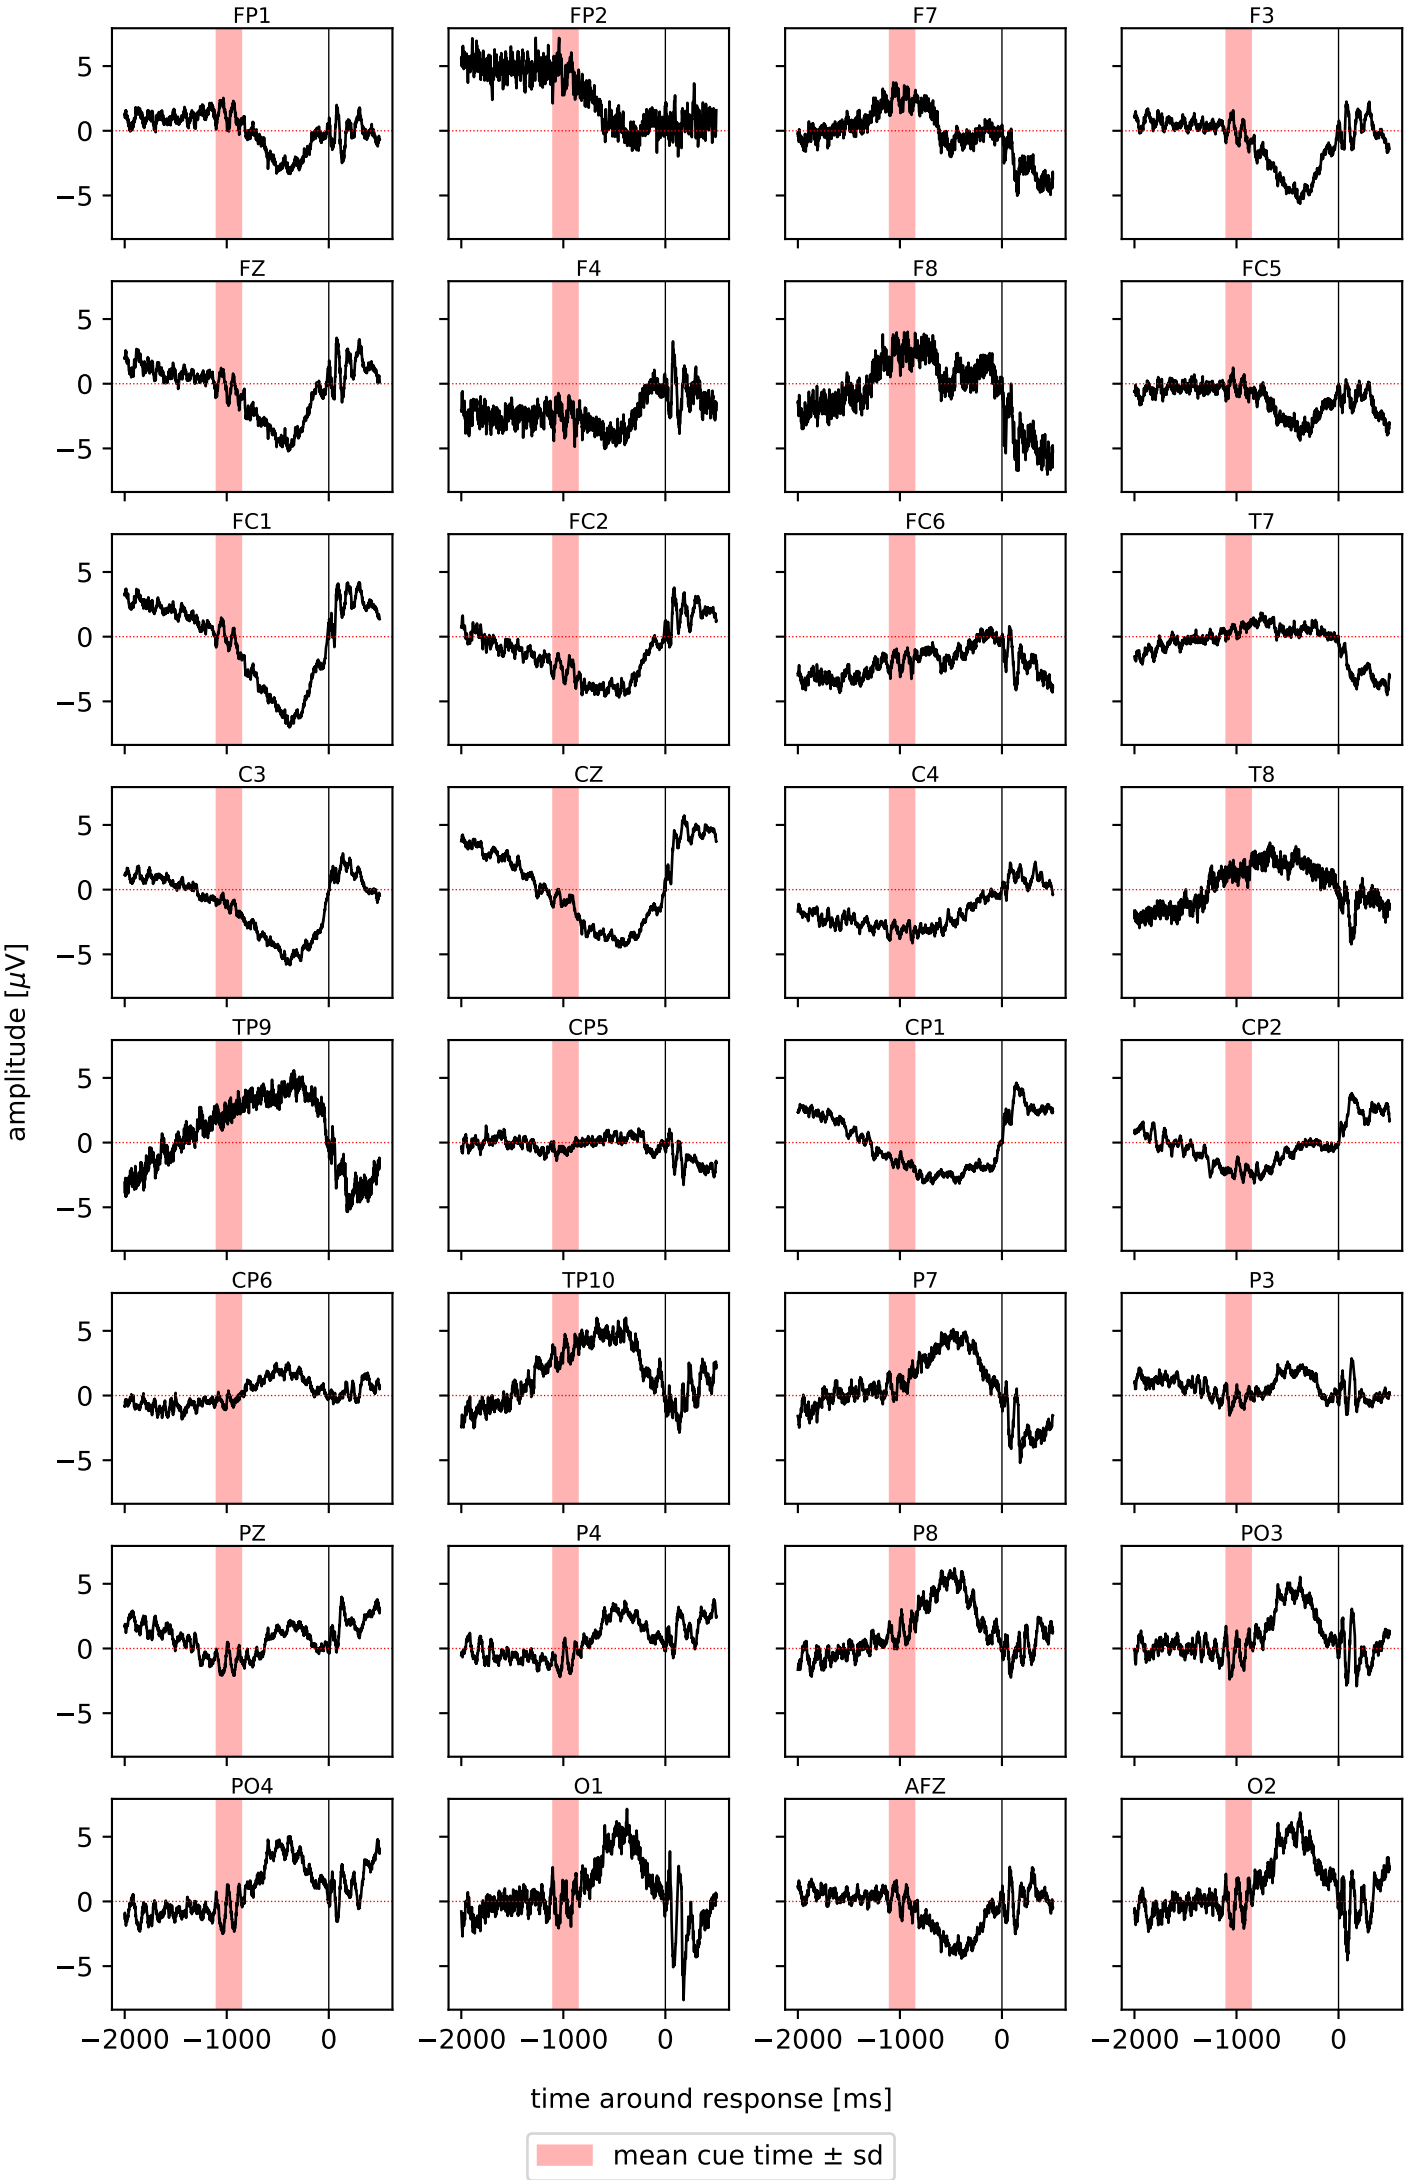 FP1 FP2 F7 F3
5
0
−5
FZ F4 F8 FC5
5
0
−5
FC1 FC2 FC6 T7
5
0
−5
C3 CZ C4 T8
5
0
−5
amplitude [μV]
TP9 CP5 CP1 CP2
5
0
−5
CP6 TP10 P7 P3
5
0
−5
PZ P4 P8 PO3
5
0
−5
PO4 O1 AFZ O2
5
0
−5
−2000 −1000 0 −2000 −1000 0 −2000 −1000 0 −2000 −1000 0
time around response [ms]
mean cue time ± sd